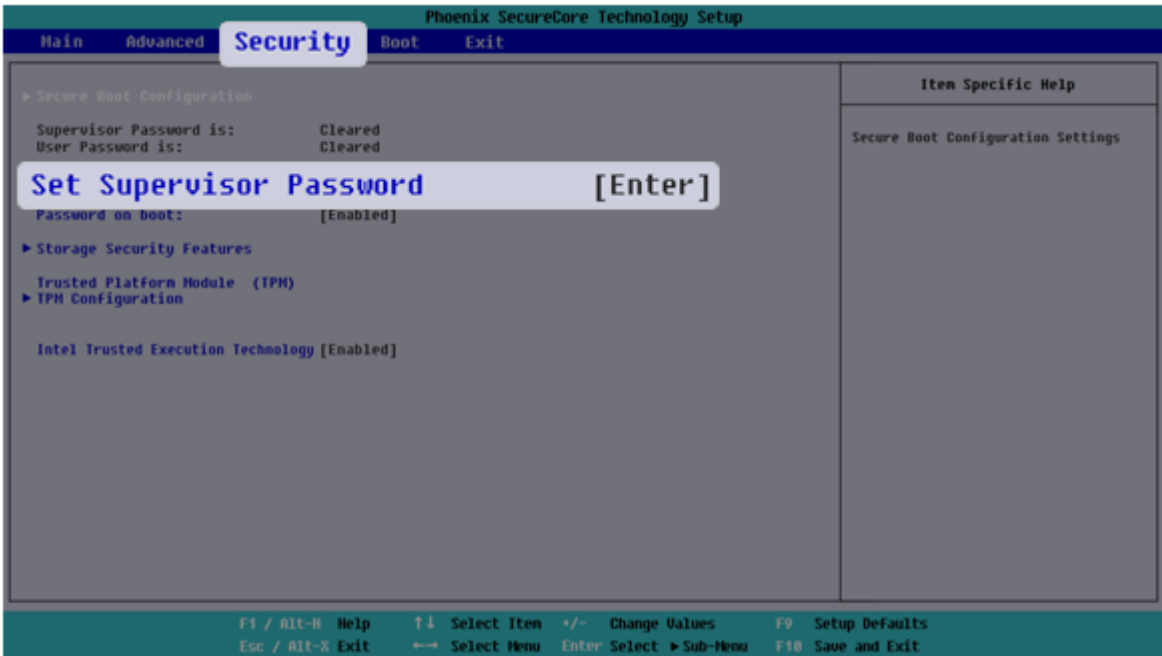 Phoenix SecureCore Technology Setup
Main Advanced Security Boot Exit
▶ Secure Boot Configuration
Supervisor Password is: Cleared
User Password is: Cleared
Set Supervisor Password [Enter]
Password on boot: [Enabled]
▶ Storage Security Features
Trusted Platform Module (TPM)
▶ TPM Configuration
Intel Trusted Execution Technology [Enabled]
Item Specific Help
Secure Boot Configuration Settings
F1 / Alt-H Help ↑↓ Select Item +/- Change Values F9 Setup Defaults
Esc / Alt-X Exit ←→ Select Menu Enter Select ▶ Sub-Menu F10 Save and Exit